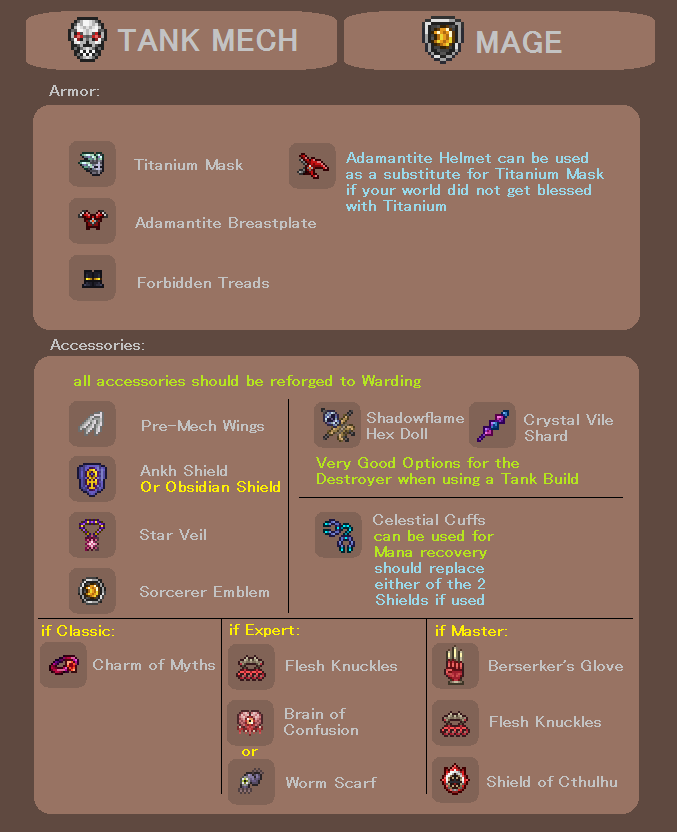 TANK MECH
MAGE
Armor:
Titanium Mask
Adamantite Helmet can be used
as a substitute for Titanium Mask
if your world did not get blessed
with Titanium
Adamantite Breastplate
Forbidden Treads
Accessories:
all accessories should be reforged to Warding
Pre-Mech Wings
Ankh Shield
Or Obsidian Shield
Star Veil
Sorcerer Emblem
Shadowflame
Hex Doll
Crystal Vile
Shard
Very Good Options for the
Destroyer when using a Tank Build
Celestial Cuffs
can be used for
Mana recovery
should replace
either of the 2
Shields if used
if Classic:
Charm of Myths
if Expert:
Flesh Knuckles
Brain of
Confusion
or
Worm Scarf
if Master:
Berserker's Glove
Flesh Knuckles
Shield of Cthulhu